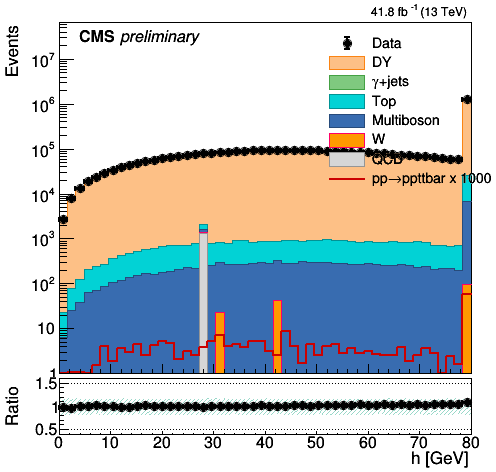 41.8 fb⁻¹ (13 TeV)
CMS preliminary
Events
Data
DY
γ+jets
Top
Multiboson
W
QCD
pp→ppttbar x 1000
10⁷
10⁶
10⁵
10⁴
10³
10²
10
1
Ratio
1.5
1
0.5
0 10 20 30 40 50 60 70 80
h [GeV]